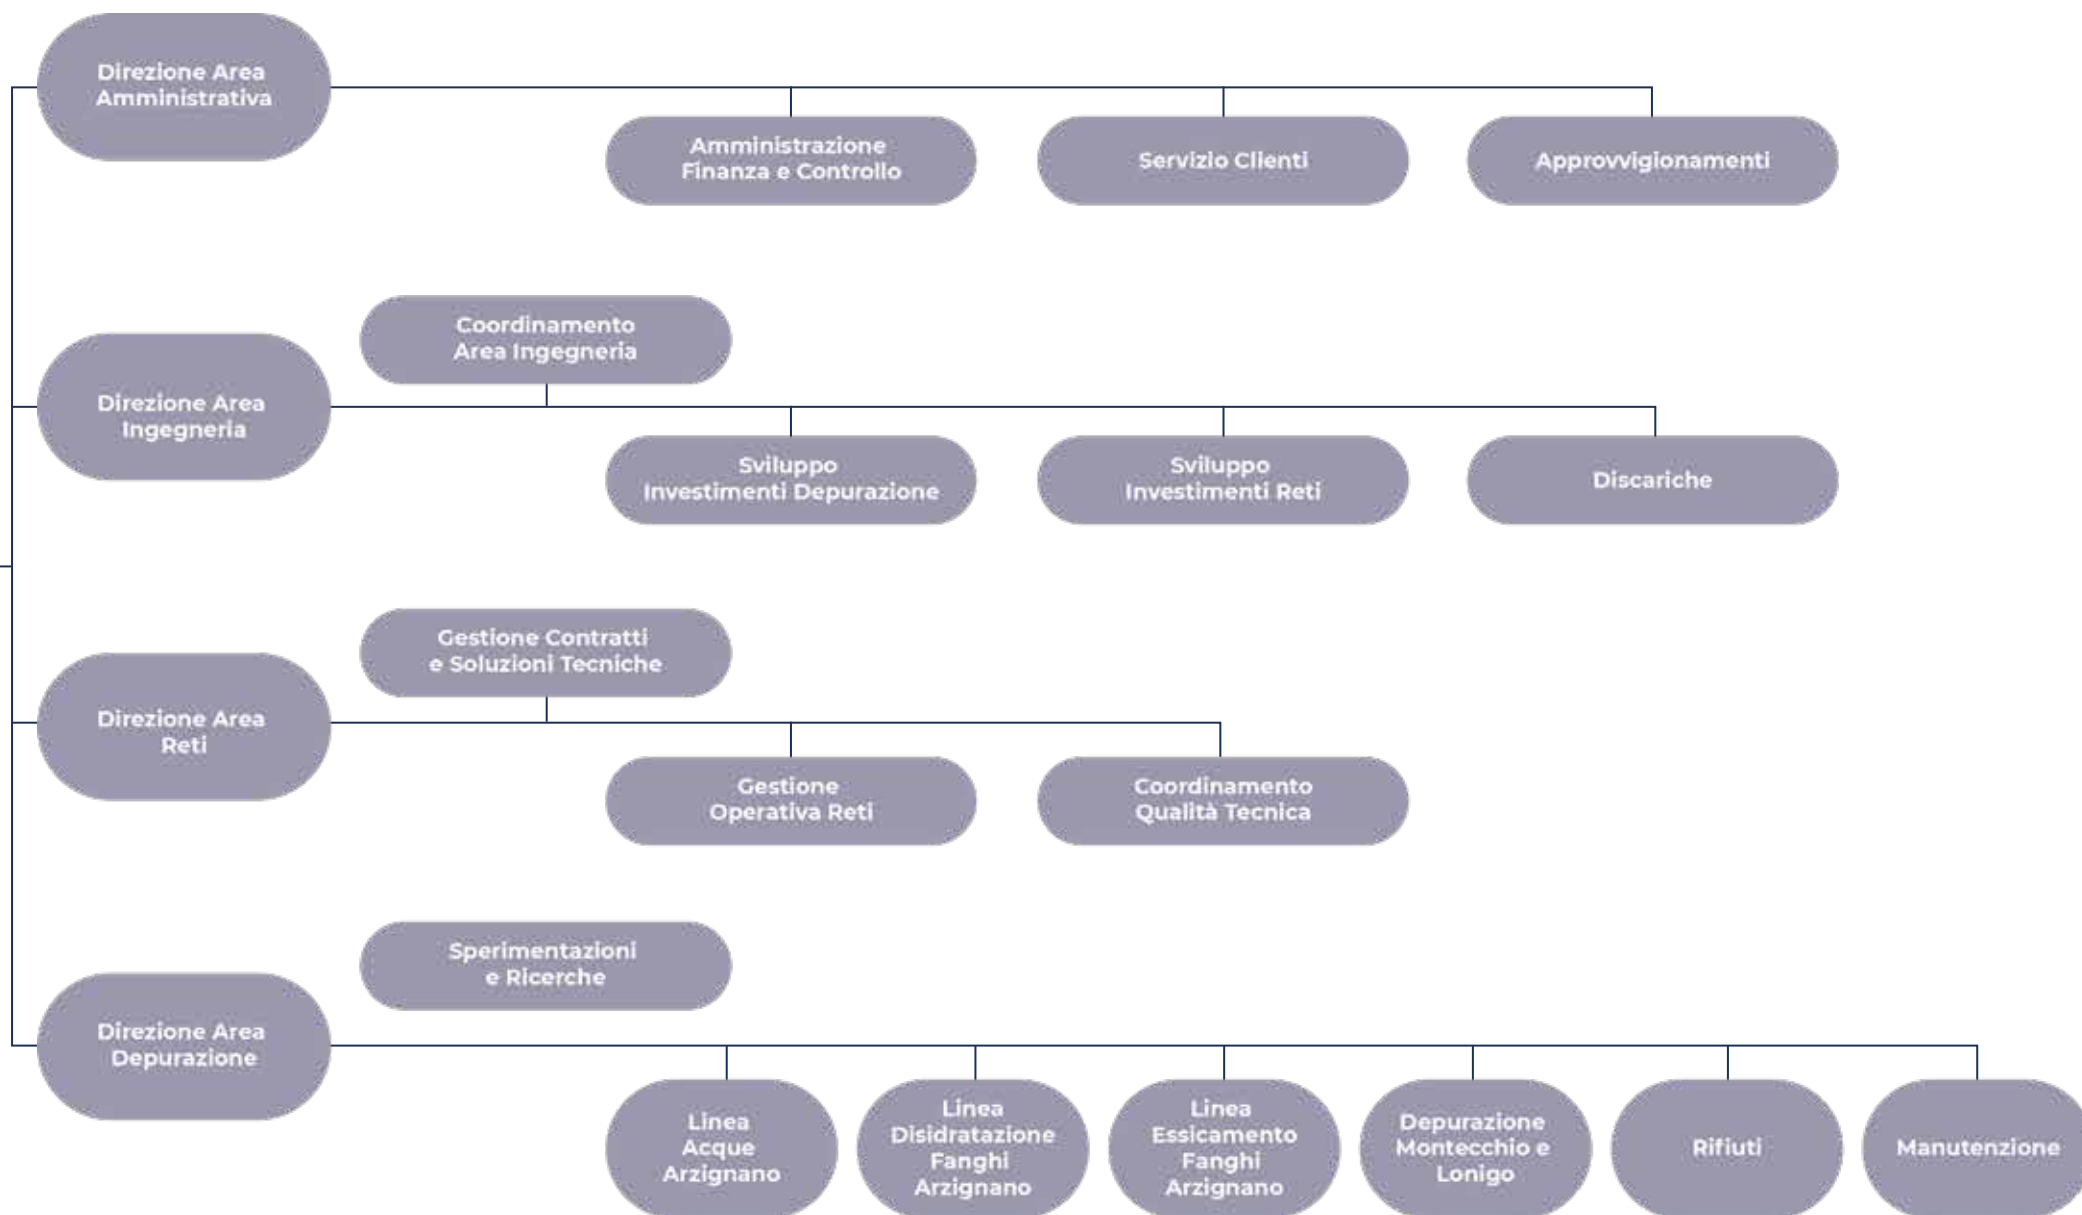 Direzione Area
Amministrativa
Amministrazione
Finanza e Controllo
Servizio Clienti
Approvvigionamenti
Coordinamento
Area Ingegneria
Direzione Area
Ingegneria
Sviluppo
Investimenti Depurazione
Sviluppo
Investimenti Reti
Discariche
Gestione Contratti
e Soluzioni Tecniche
Direzione Area
Reti
Gestione
Operativa Reti
Coordinamento
Qualità Tecnica
Sperimentazioni
e Ricerche
Direzione Area
Depurazione
Linea
Acque
Arzignano
Linea
Disidratazione
Fanghi
Arzignano
Linea
Essicamento
Fanghi
Arzignano
Depurazione
Montecchio e
Lonigo
Rifiuti
Manutenzione